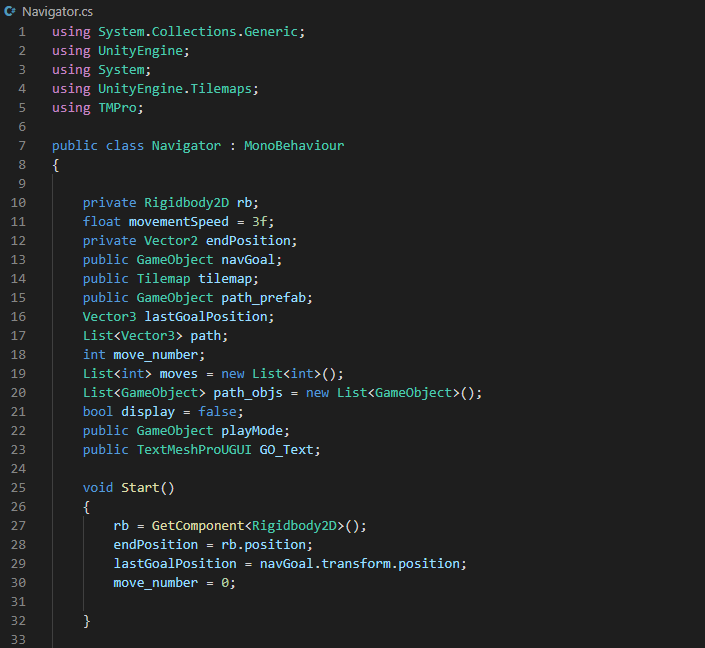 Navigator.cs
1 using System.Collections.Generic;
2 using UnityEngine;
3 using System;
4 using UnityEngine.Tilemaps;
5 using TMPro;
6
7 public class Navigator : MonoBehaviour
8 {
9
10 private Rigidbody2D rb;
11 float movementSpeed = 3f;
12 private Vector2 endPosition;
13 public GameObject navGoal;
14 public Tilemap tilemap;
15 public GameObject path_prefab;
16 Vector3 lastGoalPosition;
17 List<Vector3> path;
18 int move_number;
19 List<int> moves = new List<int>();
20 List<GameObject> path_objs = new List<GameObject>();
21 bool display = false;
22 public GameObject playMode;
23 public TextMeshProUGUI GO_Text;
24
25 void Start()
26 {
27 rb = GetComponent<Rigidbody2D>();
28 endPosition = rb.position;
29 lastGoalPosition = navGoal.transform.position;
30 move_number = 0;
31
32 }
33